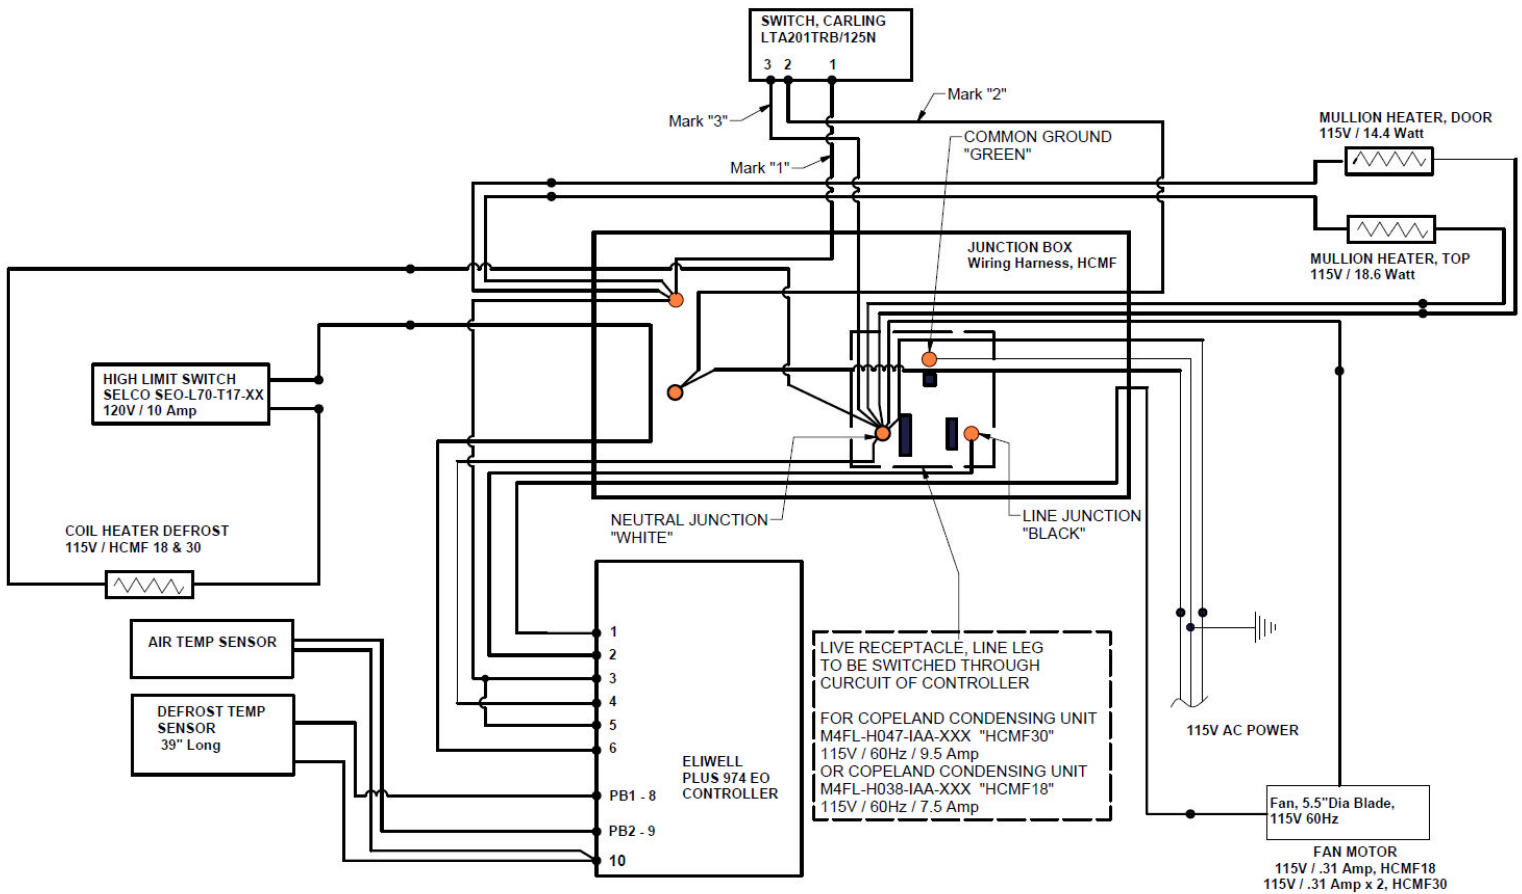 SWITCH, CARLING
LTA201TRB/125N
3 2 1
Mark "3"
Mark "2"
Mark "1"
COMMON GROUND
"GREEN"
MULLION HEATER, DOOR
115V / 14.4 Watt
MULLION HEATER, TOP
115V / 18.6 Watt
JUNCTION BOX
Wiring Harness, HCMF
HIGH LIMIT SWITCH
SELCO SEO-L70-T17-XX
120V / 10 Amp
COIL HEATER DEFROST
115V / HCMF 18 & 30
NEUTRAL JUNCTION
"WHITE"
LINE JUNCTION
"BLACK"
AIR TEMP SENSOR
DEFROST TEMP
SENSOR
39" Long
1
2
3
4
5
6
PB1 - 8
PB2 - 9
10
ELIWELL
PLUS 974 EO
CONTROLLER
LIVE RECEPTACLE, LINE LEG
TO BE SWITCHED THROUGH
CURCUIT OF CONTROLLER
FOR COPELAND CONDENSING UNIT
M4FL-H047-IAA-XXX "HCMF30"
115V / 60Hz / 9.5 Amp
OR COPELAND CONDENSING UNIT
M4FL-H038-IAA-XXX "HCMF18"
115V / 60Hz / 7.5 Amp
115V AC POWER
Fan, 5.5"Dia Blade,
115V 60Hz
FAN MOTOR
115V / .31 Amp, HCMF18
115V / .31 Amp x 2, HCMF30